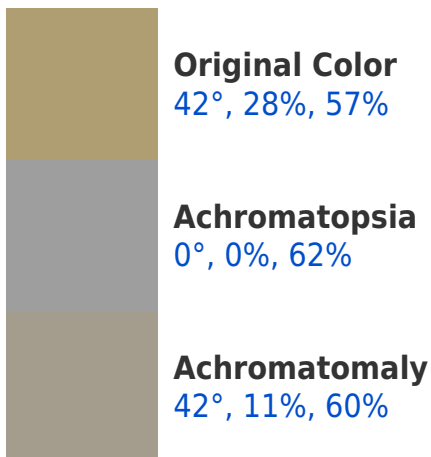 Original Color
42°, 28%, 57%
Achromatopsia
0°, 0%, 62%
Achromatomaly
42°, 11%, 60%